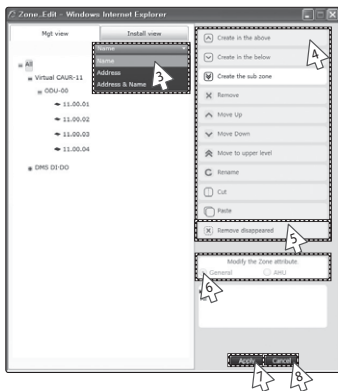 Zone_Edit - Windows Internet Explorer
Mgt view
Install view
Name
Name
Address
Address & Name
3
All
Virtual CAUR-11
ODU-00
11.00.01
11.00.02
11.00.03
11.00.04
DMS OI-DO
Create in the above
4
Create in the below
Create the sub zone
Remove
Move Up
Move Down
Move to upper level
Rename
Cut
Paste
Remove disappeared
5
Modify the Zone attribute
General
AHU
6
Apply
Cancel
7
8